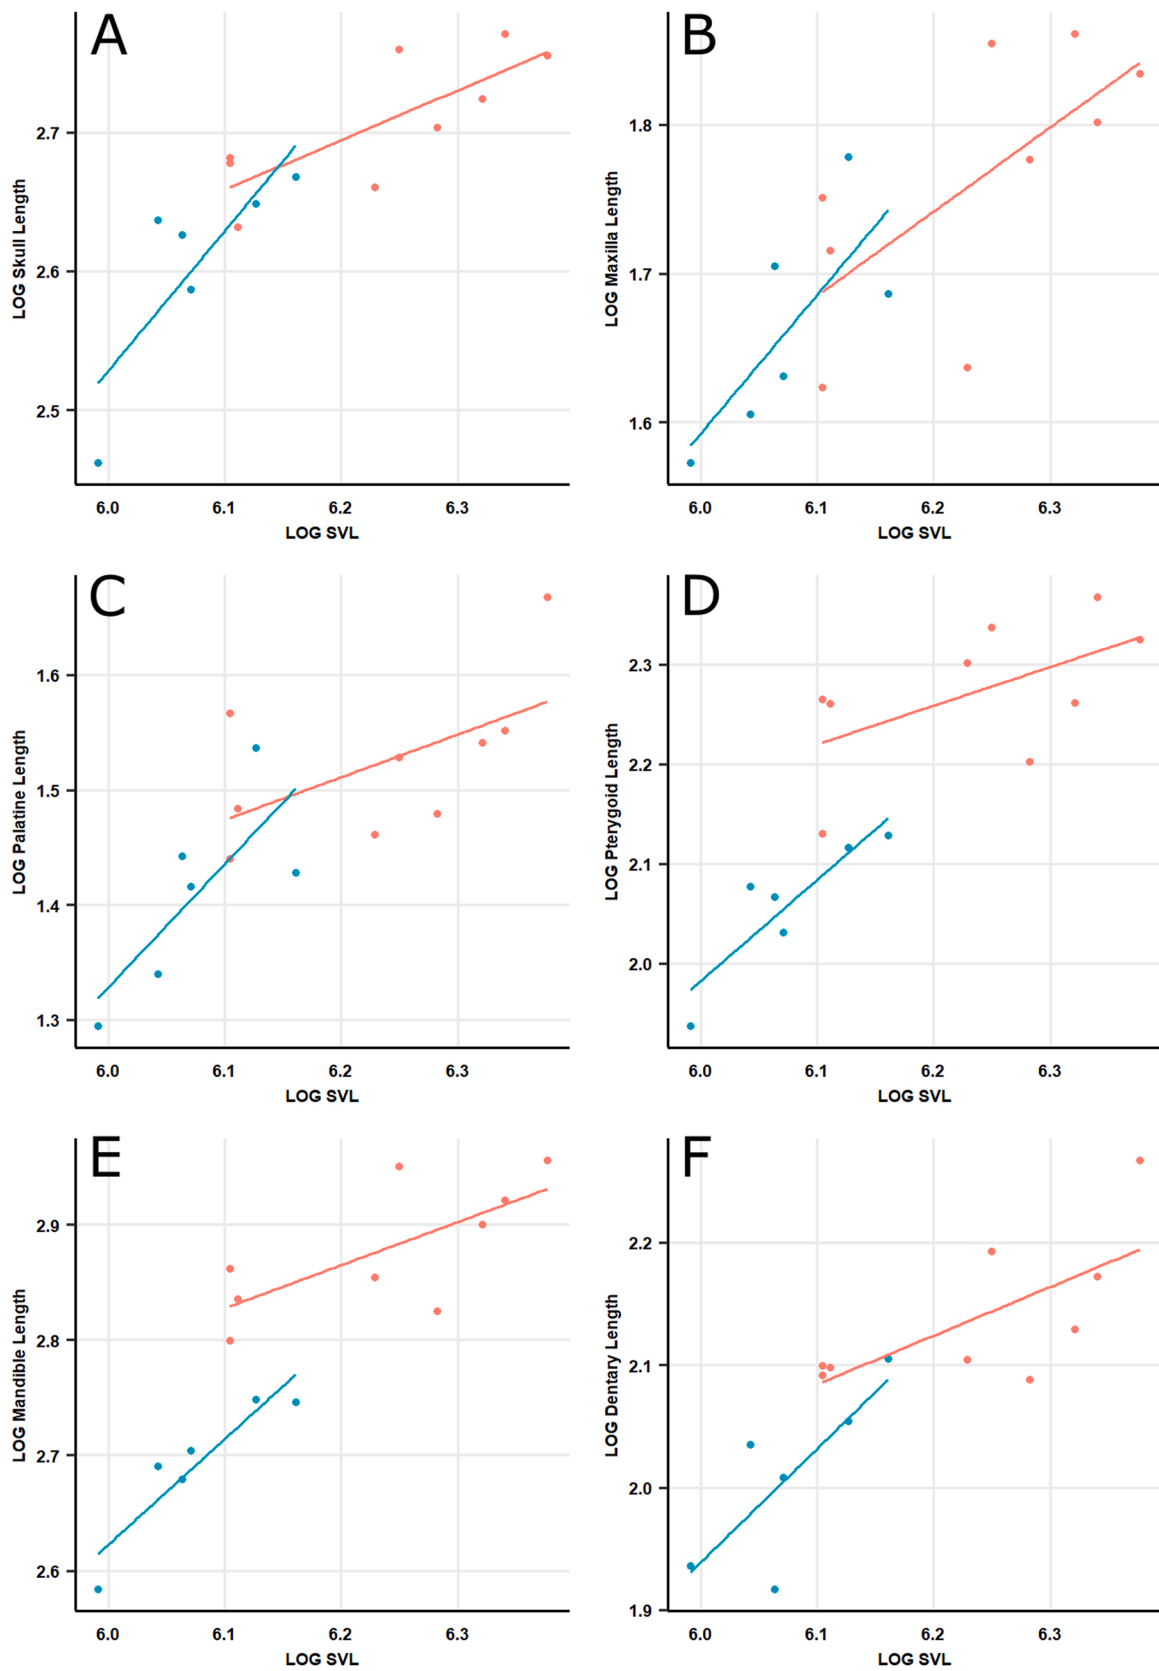 A
LOG Skull Length
2.7
2.6
2.5
6.0 6.1 6.2 6.3
LOG SVL
B
LOG Maxilla Length
1.8
1.7
1.6
6.0 6.1 6.2 6.3
LOG SVL
C
LOG Palatine Length
1.6
1.5
1.4
1.3
6.0 6.1 6.2 6.3
LOG SVL
D
LOG Pterygoid Length
2.3
2.2
2.1
2.0
6.0 6.1 6.2 6.3
LOG SVL
E
LOG Mandible Length
2.9
2.8
2.7
2.6
6.0 6.1 6.2 6.3
LOG SVL
F
LOG Dentary Length
2.2
2.1
2.0
1.9
6.0 6.1 6.2 6.3
LOG SVL